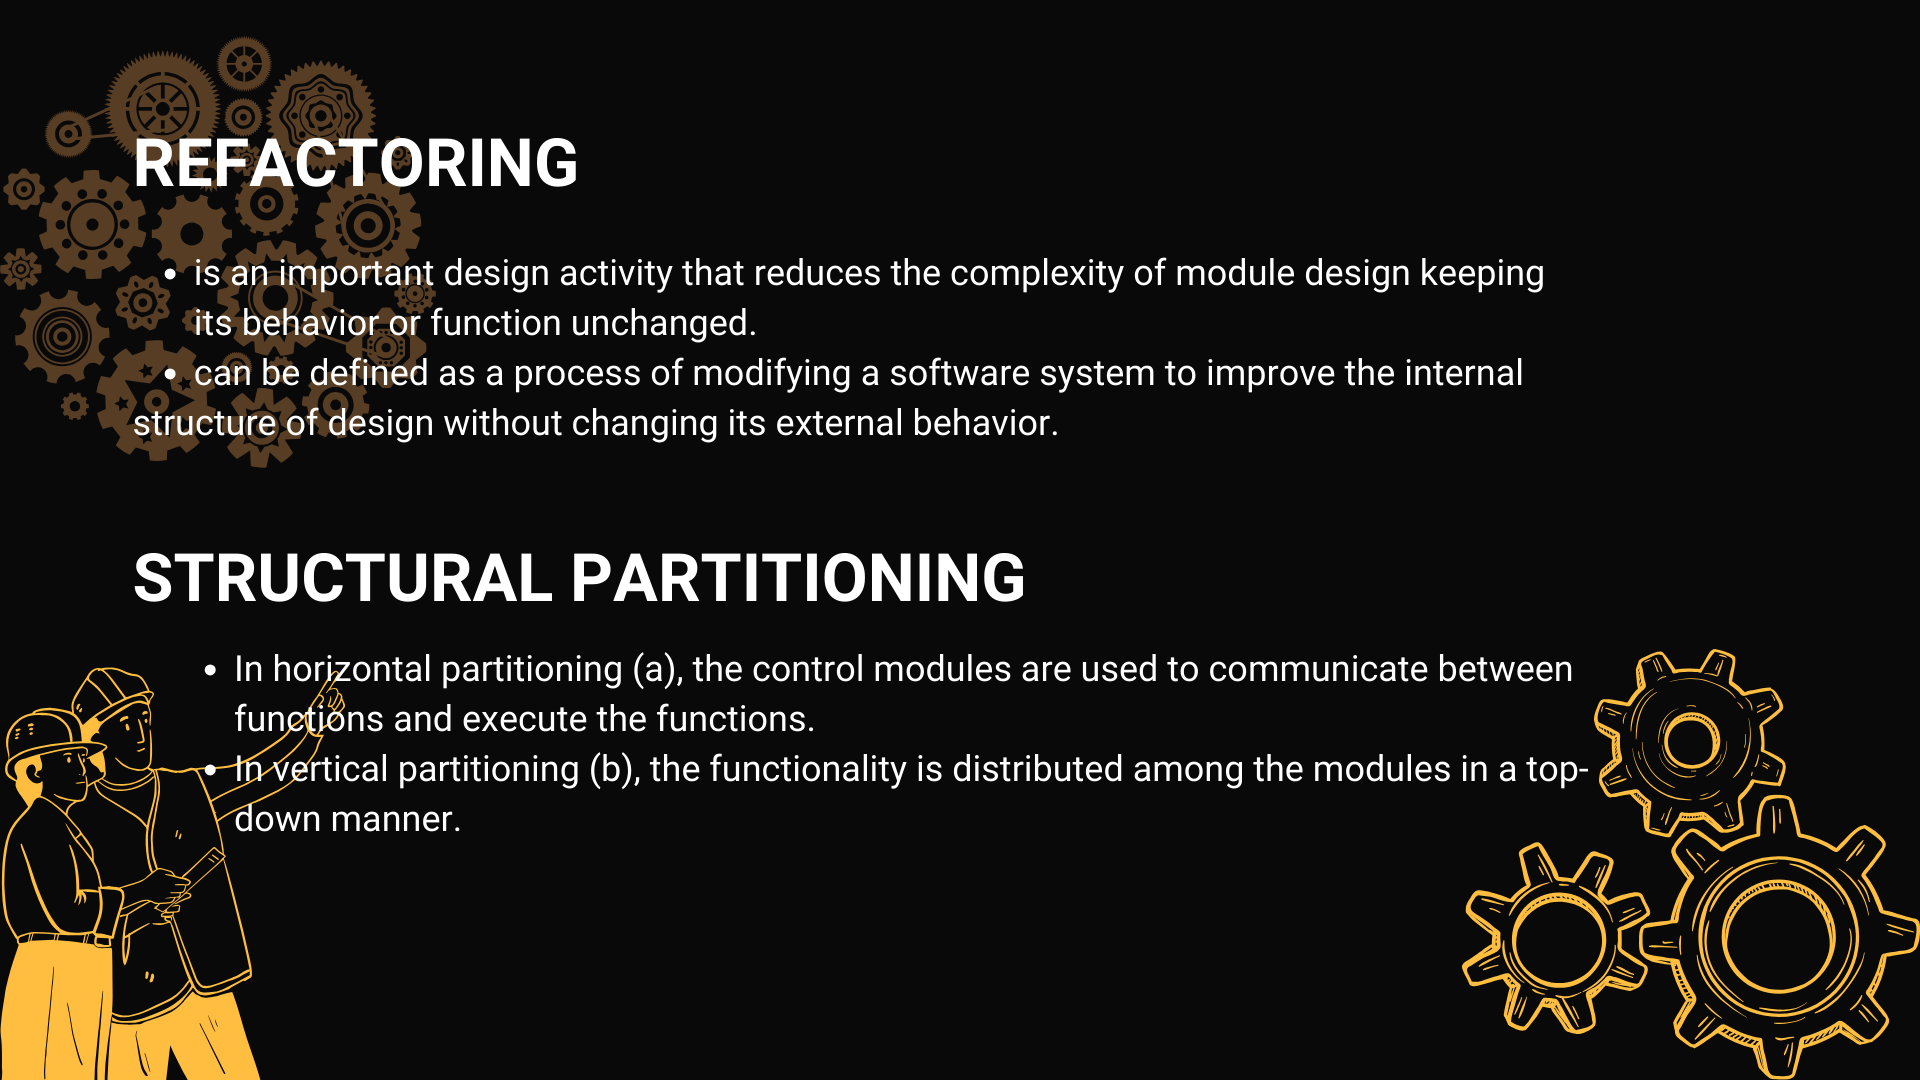 REFACTORING
• is an important design activity that reduces the complexity of module design keeping
its behavior or function unchanged.
• can be defined as a process of modifying a software system to improve the internal
structure of design without changing its external behavior.
STRUCTURAL PARTITIONING
• In horizontal partitioning (a), the control modules are used to communicate between
functions and execute the functions.
• In vertical partitioning (b), the functionality is distributed among the modules in a top-
down manner.